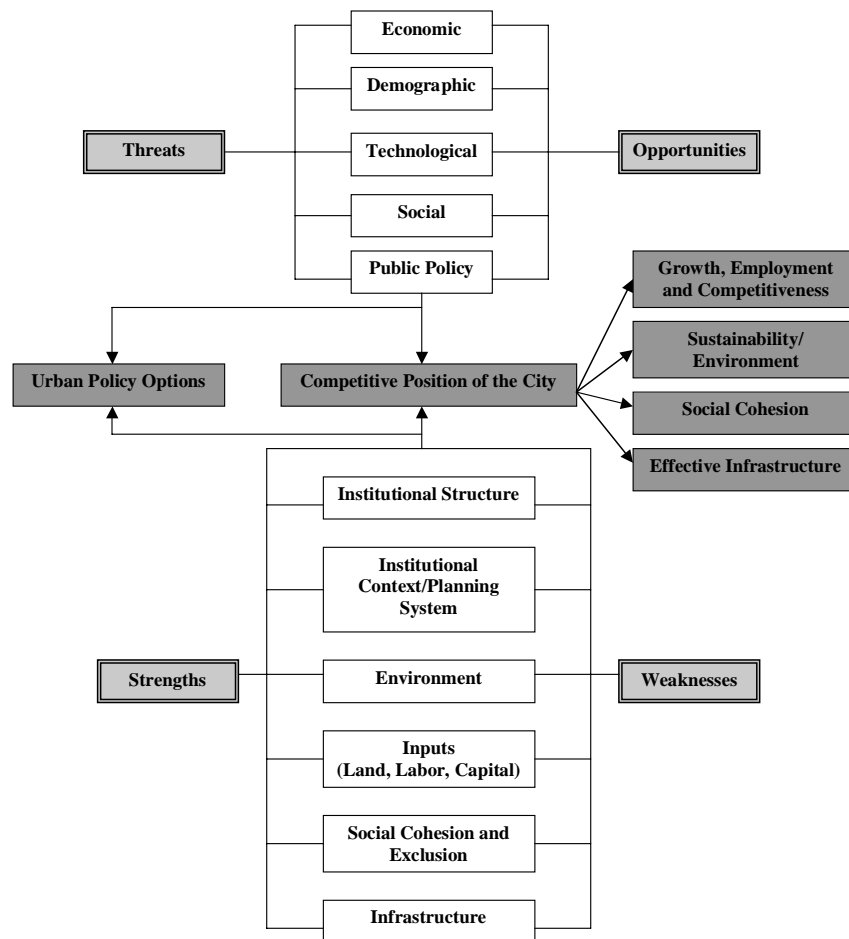 Economic
Demographic
Threats
Technological
Opportunities
Social
Public Policy
Growth, Employment
and Competitiveness
Sustainability/
Environment
Urban Policy Options
Competitive Position of the City
Social Cohesion
Effective Infrastructure
Institutional Structure
Institutional
Context/Planning
System
Strengths
Environment
Weaknesses
Inputs
(Land, Labor, Capital)
Social Cohesion and
Exclusion
Infrastructure